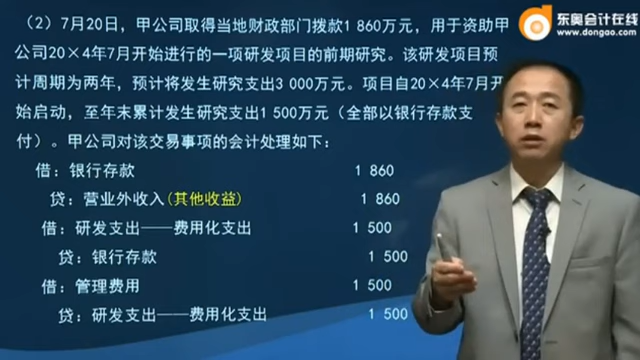 东奥会计在线
www.dongao.com
（2）7月20日，甲公司取得当地财政部门拨款1 860万元，用于资助甲
公司20×4年7月开始进行的一项研发项目的前期研究。该研发项目预
计周期为两年，预计将发生研究支出3 000万元。项目自20×4年7月开
始启动，至年末累计发生研究支出1 500万元（全部以银行存款支
付）。甲公司对该交易事项的会计处理如下：
借：银行存款 1 860
贷：营业外收入(其他收益) 1 860
借：研发支出——费用化支出 1 500
贷：银行存款 1 500
借：管理费用 1 500
贷：研发支出——费用化支出 1 500